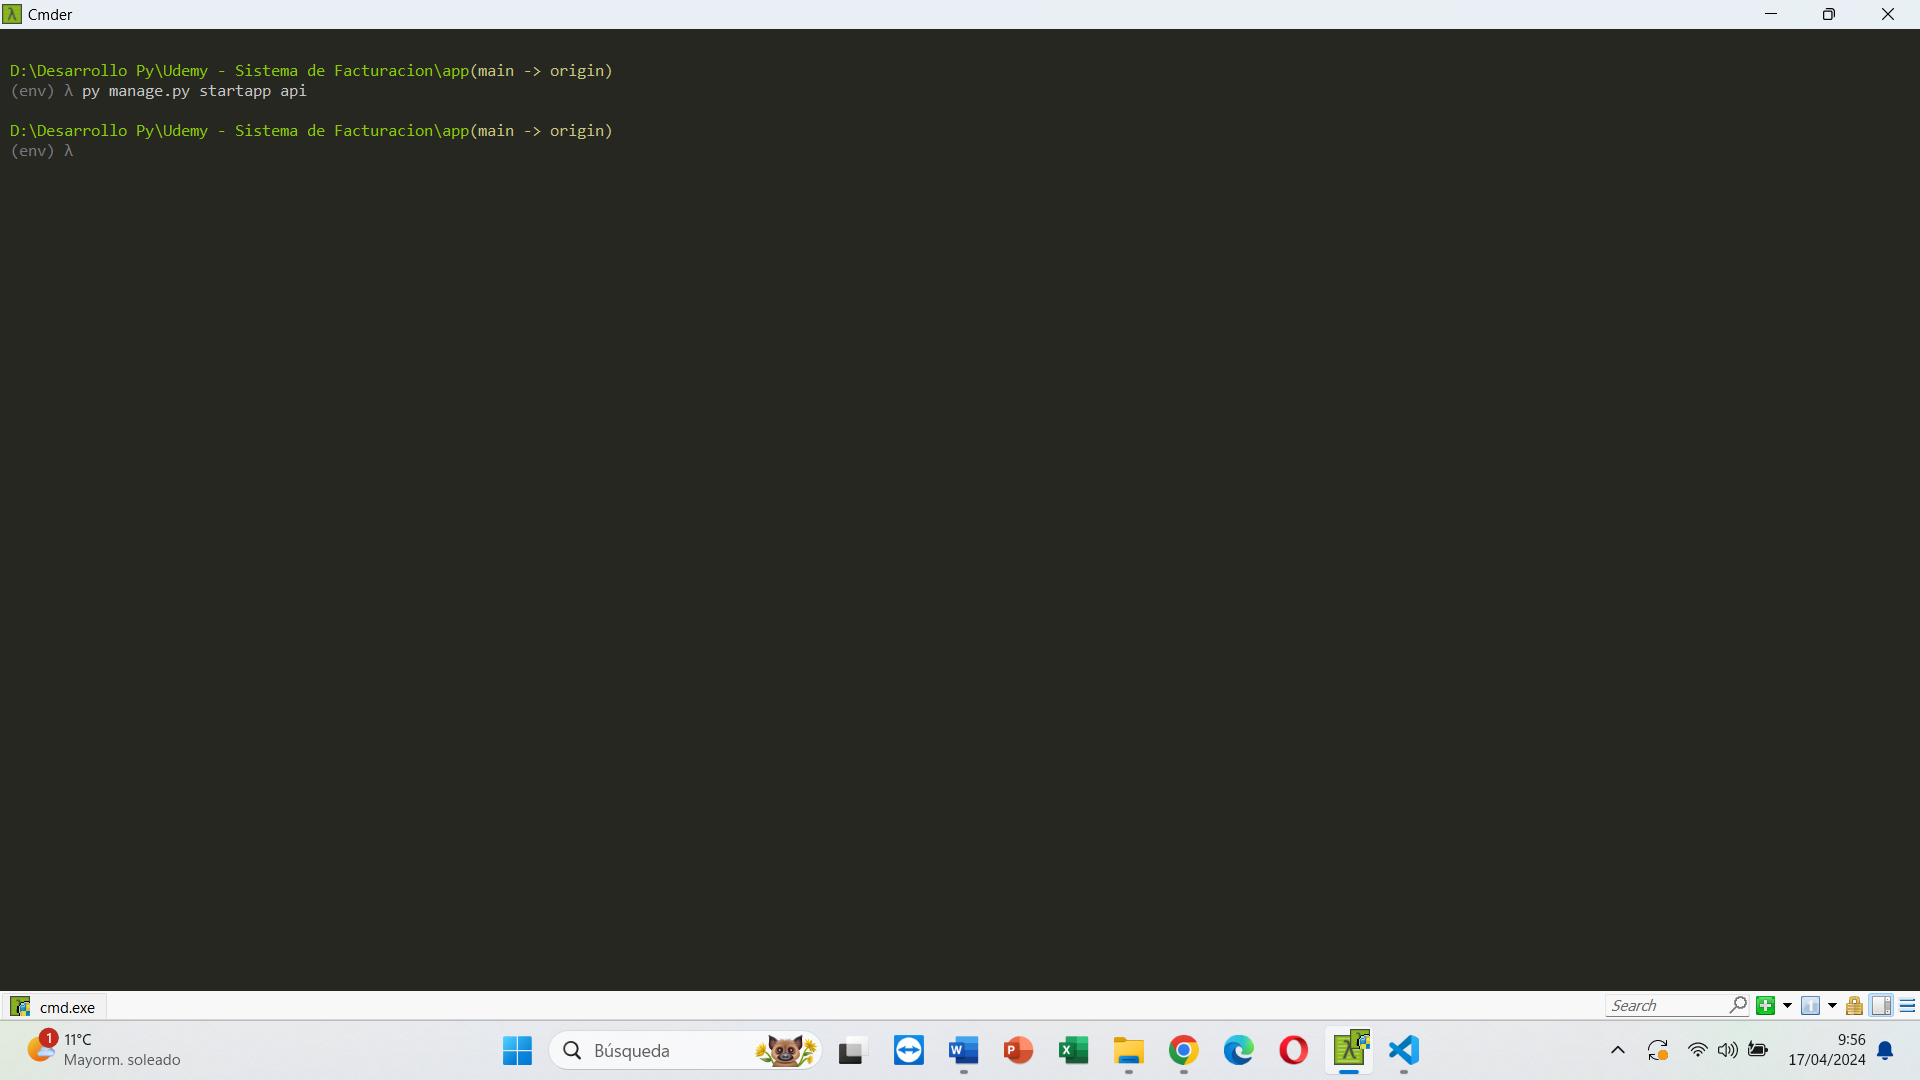 Cmder
D:\Desarrollo Py\Udemy - Sistema de Facturacion\app(main -> origin)
(env) λ py manage.py startapp api
D:\Desarrollo Py\Udemy - Sistema de Facturacion\app(main -> origin)
(env) λ
cmd.exe
Search
1
11°C
Mayorm. soleado
Búsqueda
9:56
17/04/2024